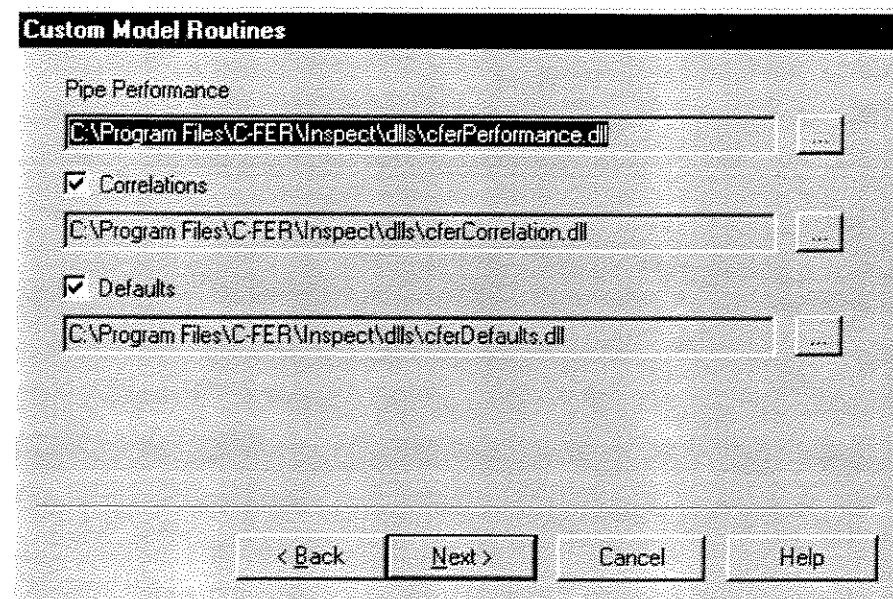 Custom Model Routines
Pipe Performance
C:\Program Files\C-FER\Inspect\dlls\cferPerformance.dll
...
Correlations
C:\Program Files\C-FER\Inspect\dlls\cferCorrelation.dll
...
Defaults
C:\Program Files\C-FER\Inspect\dlls\cferDefaults.dll
...
< Back Next > Cancel Help